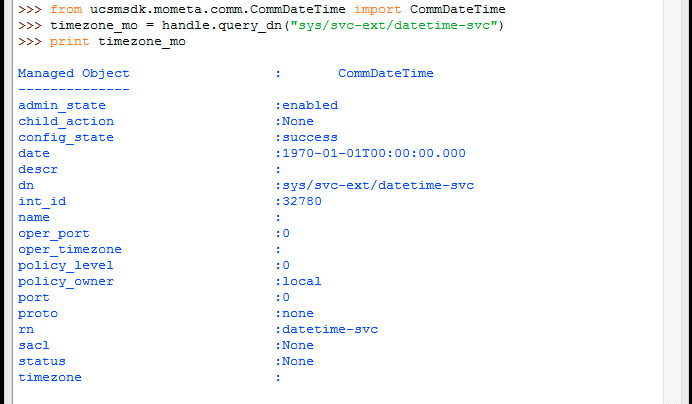 >>> from ucsmsdk.mometa.comm.CommDateTime import CommDateTime
>>> timezone_mo = handle.query_dn("sys/svc-ext/datetime-svc")
>>> print timezone_mo
Managed Object : CommDateTime
--------------
admin_state :enabled
child_action :None
config_state :success
date :1970-01-01T00:00:00.000
descr :
dn :sys/svc-ext/datetime-svc
int_id :32780
name :
oper_port :0
oper_timezone :
policy_level :0
policy_owner :local
port :0
proto :none
rn :datetime-svc
sacl :None
status :None
timezone :